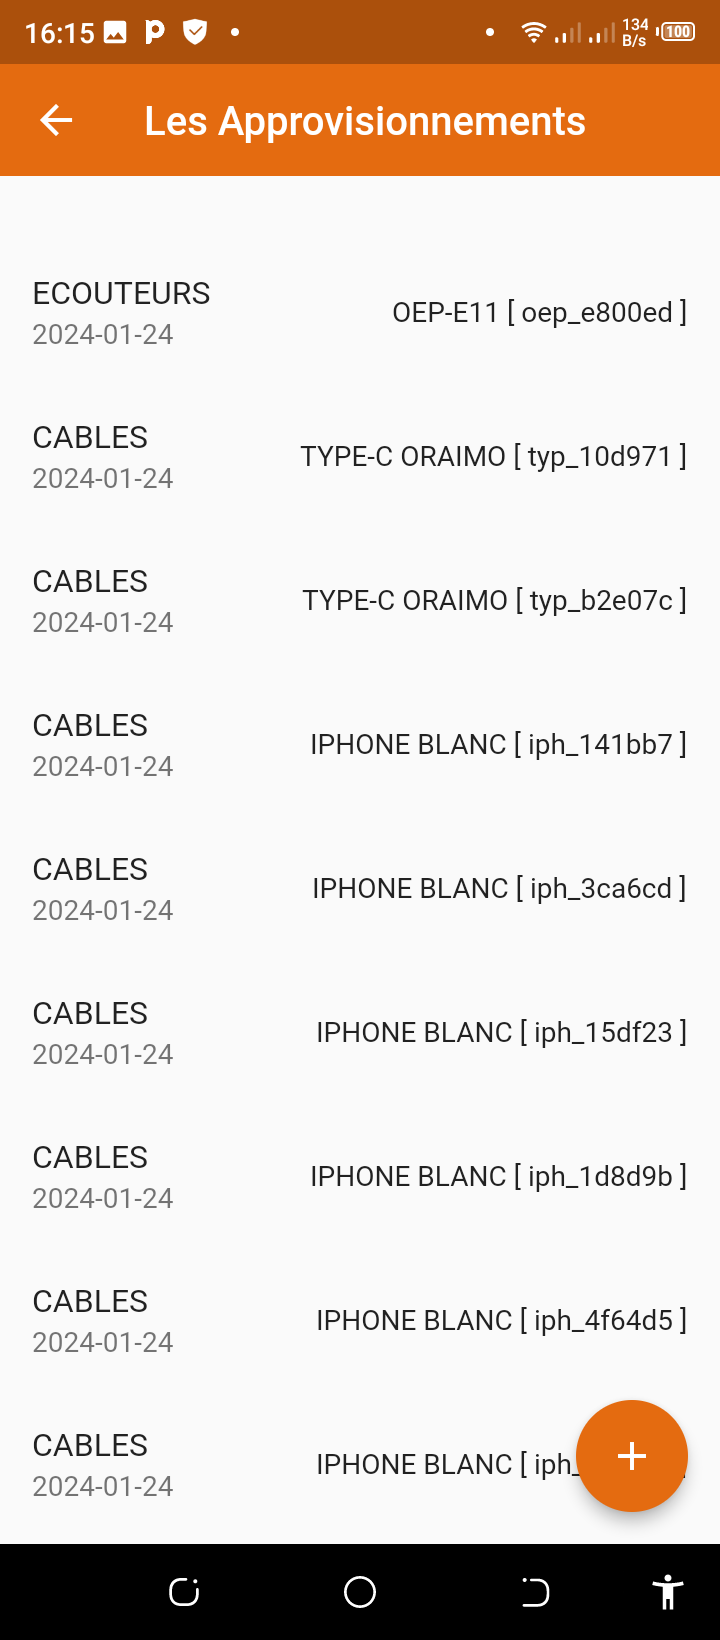 16:15
134
B/s
100
Les Approvisionnements
ECOUTEURS
2024-01-24
OEP-E11 [ oep_e800ed ]
CABLES
2024-01-24
TYPE-C ORAIMO [ typ_10d971 ]
CABLES
2024-01-24
TYPE-C ORAIMO [ typ_b2e07c ]
CABLES
2024-01-24
IPHONE BLANC [ iph_141bb7 ]
CABLES
2024-01-24
IPHONE BLANC [ iph_3ca6cd ]
CABLES
2024-01-24
IPHONE BLANC [ iph_15df23 ]
CABLES
2024-01-24
IPHONE BLANC [ iph_1d8d9b ]
CABLES
2024-01-24
IPHONE BLANC [ iph_4f64d5 ]
CABLES
2024-01-24
IPHONE BLANC [ iph_